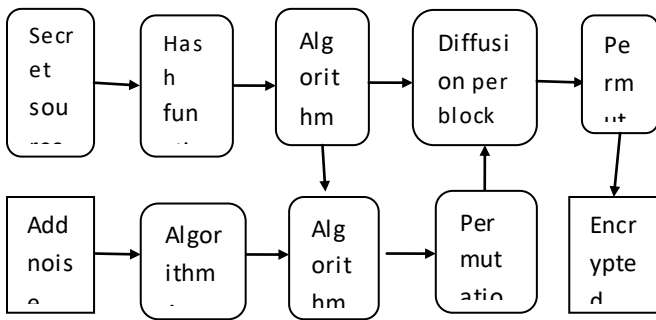 Secr
et
sou
Has
h
fun
Alg
orit
hm
Diffusi
on per
block
Pe
rm
Add
nois
Algor
ithm
Alg
orit
hm
Per
mut
atio
Encr
ypte
d